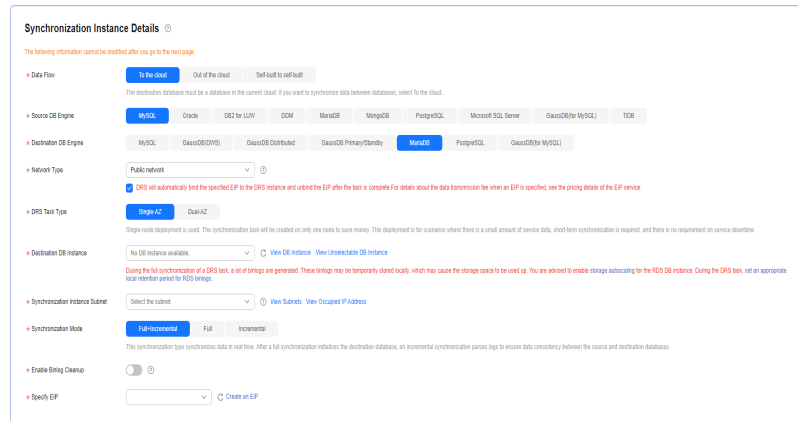 Synchronization Instance Details
The following information cannot be modified after you go to the next page.
* Data Flow To the cloud Out of the cloud Self-built to self-built
The destination database must be a database in the current cloud. If you want to synchronize data between databases, select To the cloud.
* Source DB Engine MySQL Oracle DB2 for LUW DDM MariaDB MongoDB PostgreSQL Microsoft SQL Server GaussDB(for MySQL) TiDB
* Destination DB Engine MySQL GaussDB(DWS) GaussDB Distributed GaussDB Primary/Standby MariaDB PostgreSQL GaussDB(for MySQL)
* Network Type Public network
DRS will automatically bind the specified EIP to the DRS instance and unbind the EIP after the task is complete.For details about the data transmission fee when an EIP is specified, see the pricing details of the EIP service.
* DRS Task Type Single-AZ Dual-AZ
Single-node deployment is used. The synchronization task will be created on only one node to save money. This deployment is for scenarios where there is a small amount of service data, short-term synchronization is required, and there is no requirement on service downtime.
* Destination DB Instance No DB instance available. View DB Instance View Unselectable DB Instance
During the full synchronization of a DRS task, a lot of binlogs are generated. These binlogs may be temporarily stored locally, which may cause the storage space to be used up. You are advised to enable storage autoscaling for the RDS DB instance. During the DRS task, set an appropriate
local retention period for RDS binlogs.
* Synchronization Instance Subnet Select the subnet View Subnets View Occupied IP Address
* Synchronization Mode Full+Incremental Full Incremental
This synchronization type synchronizes data in real time. After a full synchronization initializes the destination database, an incremental synchronization parses logs to ensure data consistency between the source and destination databases.
* Enable Binlog Cleanup
* Specify EIP Create an EIP